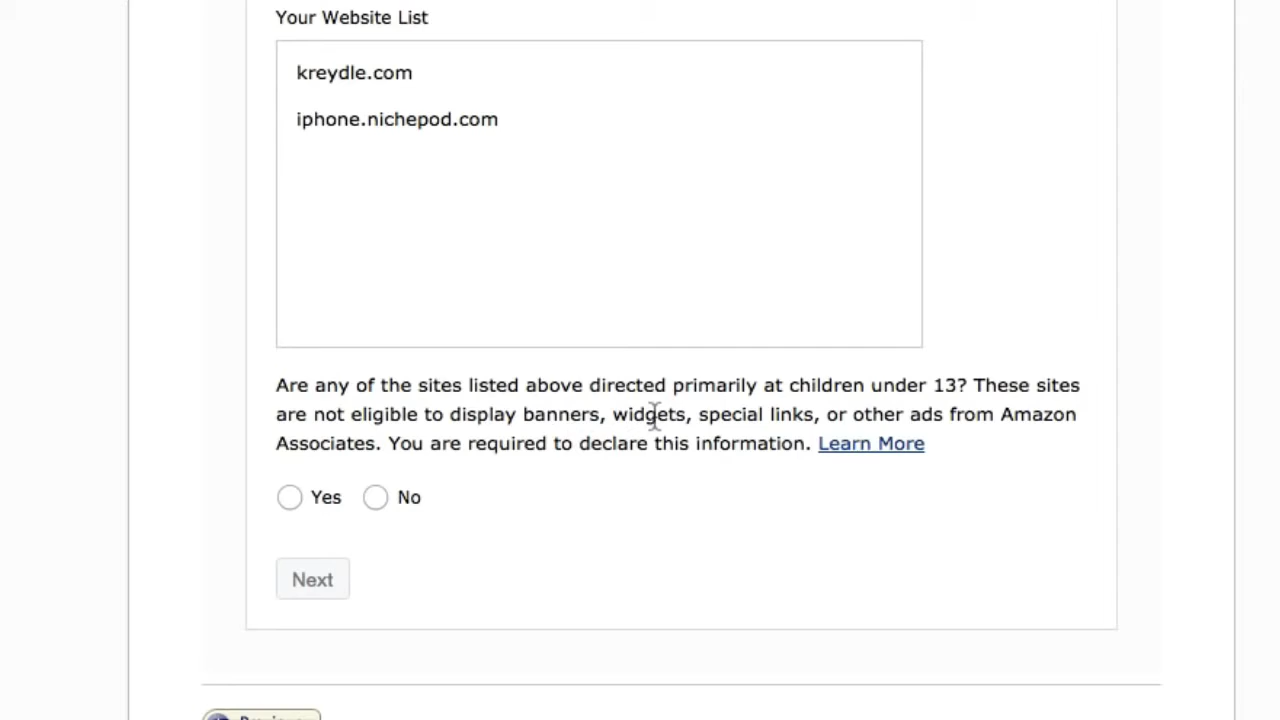 Your Website List
kreydle.com
iphone.nichepod.com
Are any of the sites listed above directed primarily at children under 13? These sites
are not eligible to display banners, widgets, special links, or other ads from Amazon
Associates. You are required to declare this information. Learn More
Yes No
Next